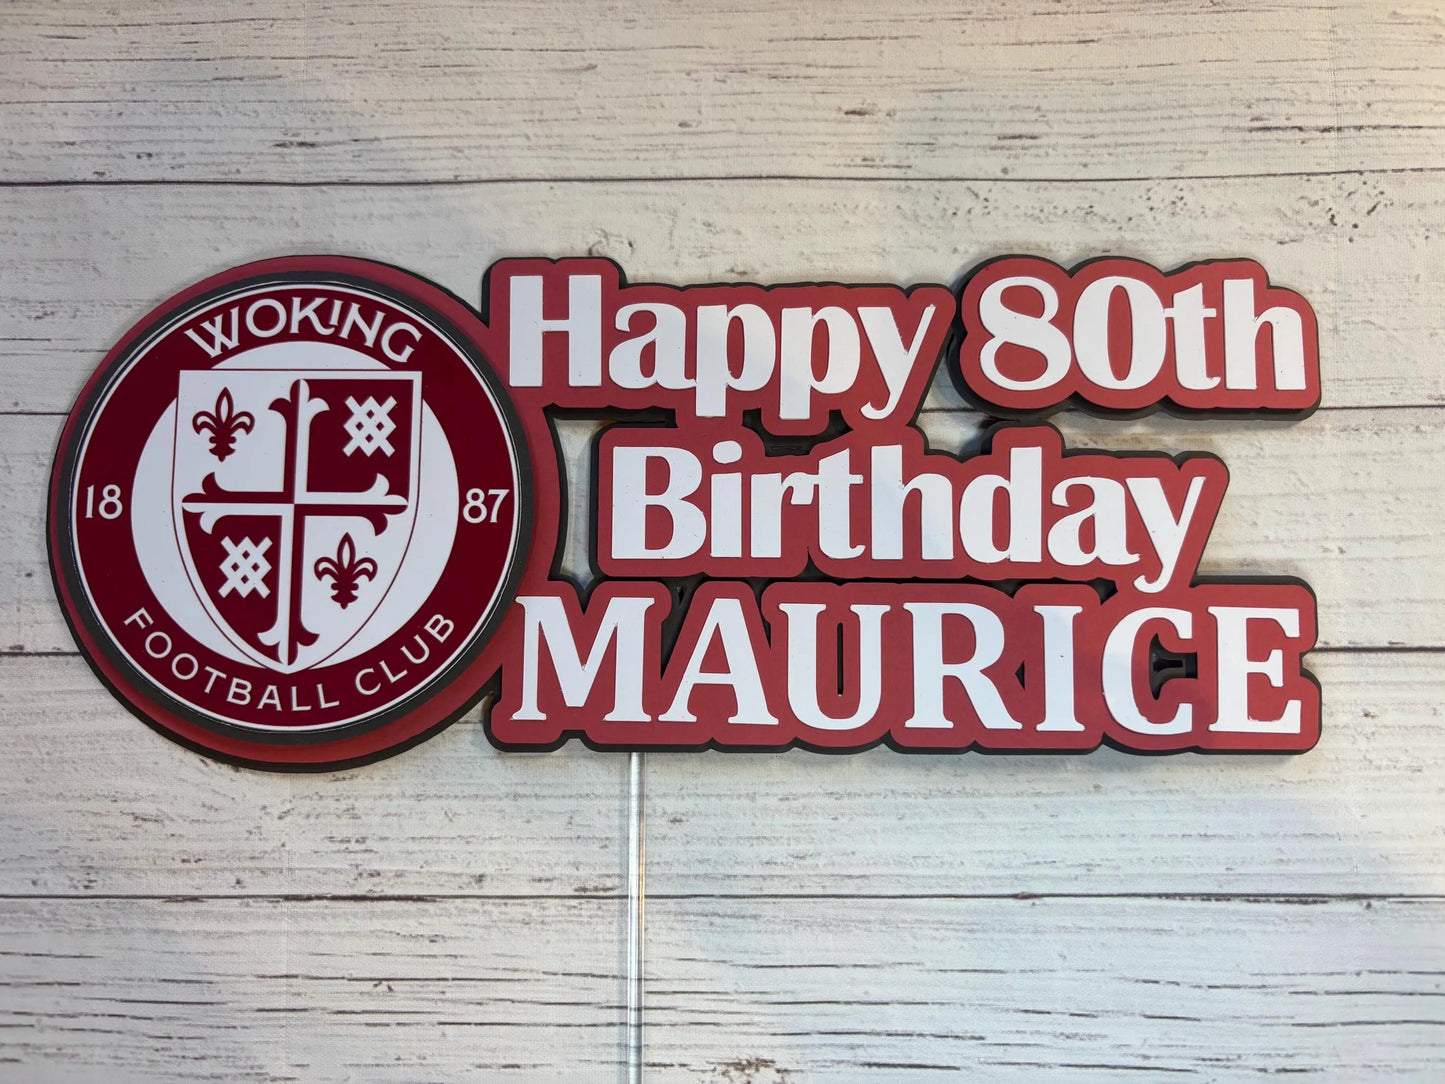 WOKING
18 87
FOOTBALL CLUB
Happy 80th
Birthday
MAURICE